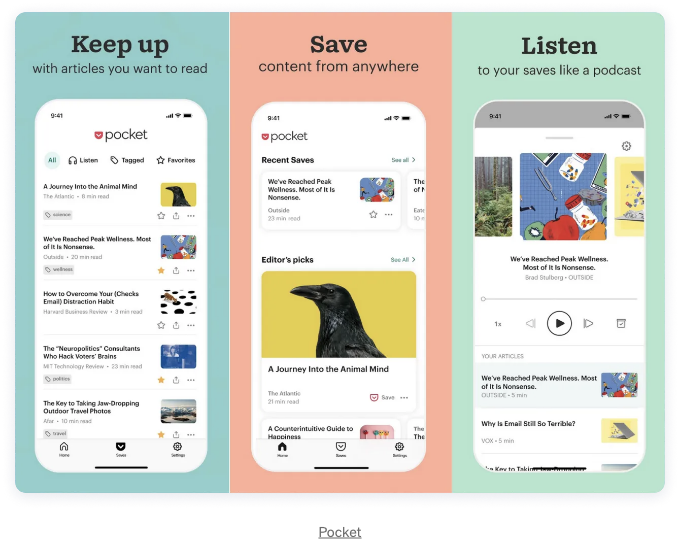 Keep up
with articles you want to read
9:41
pocket
All
Listen
Tagged
Favorites
A Journey Into the Animal Mind
The Atlantic • 8 min read
science
We've Reached Peak Wellness. Most
of It Is Nonsense.
Outside • 20 min read
wellness
How to Overcome Your (Checks
Email) Distraction Habit
Harvard Business Review • 3 min read
The "Neuropolitics" Consultants
Who Hack Voters' Brains
MIT Technology Review • 23 min read
politics
The Key to Taking Jaw-Dropping
Outdoor Travel Photos
Afar • 10 min read
travel
Home
Saves
Settings
Save
content from anywhere
9:41
pocket
Recent Saves
See all
We've Reached Peak
Wellness. Most of It Is
Nonsense.
Outside
23 min read
The
Editor's picks
See All
A Journey Into the Animal Mind
The Atlantic
21 min read
Save
A Counterintuitive Guide to
Happiness
The
Home
Saves
Settings
Listen
to your saves like a podcast
9:41
We've Reached Peak Wellness.
Most of It Is Nonsense.
Brad Stulberg • OUTSIDE
1x
YOUR ARTICLES
We've Reached Peak Wellness. Most
of It Is Nonsense.
OUTSIDE • 5 min
Why Is Email Still So Terrible?
VOX • 5 min
Key to Taking Jaw-Dropping
Pocket